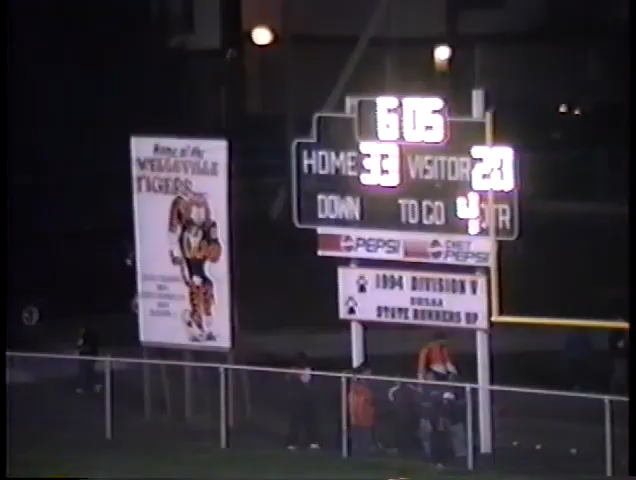 Home of the
WELLSVILLE
TIGERS
6 05
HOME 33 VISITOR
DOWN TO GO 4 QTR
PEPSI DIET PEPSI
1994 DIVISION V
OHSAA
STATE RUNNERS UP